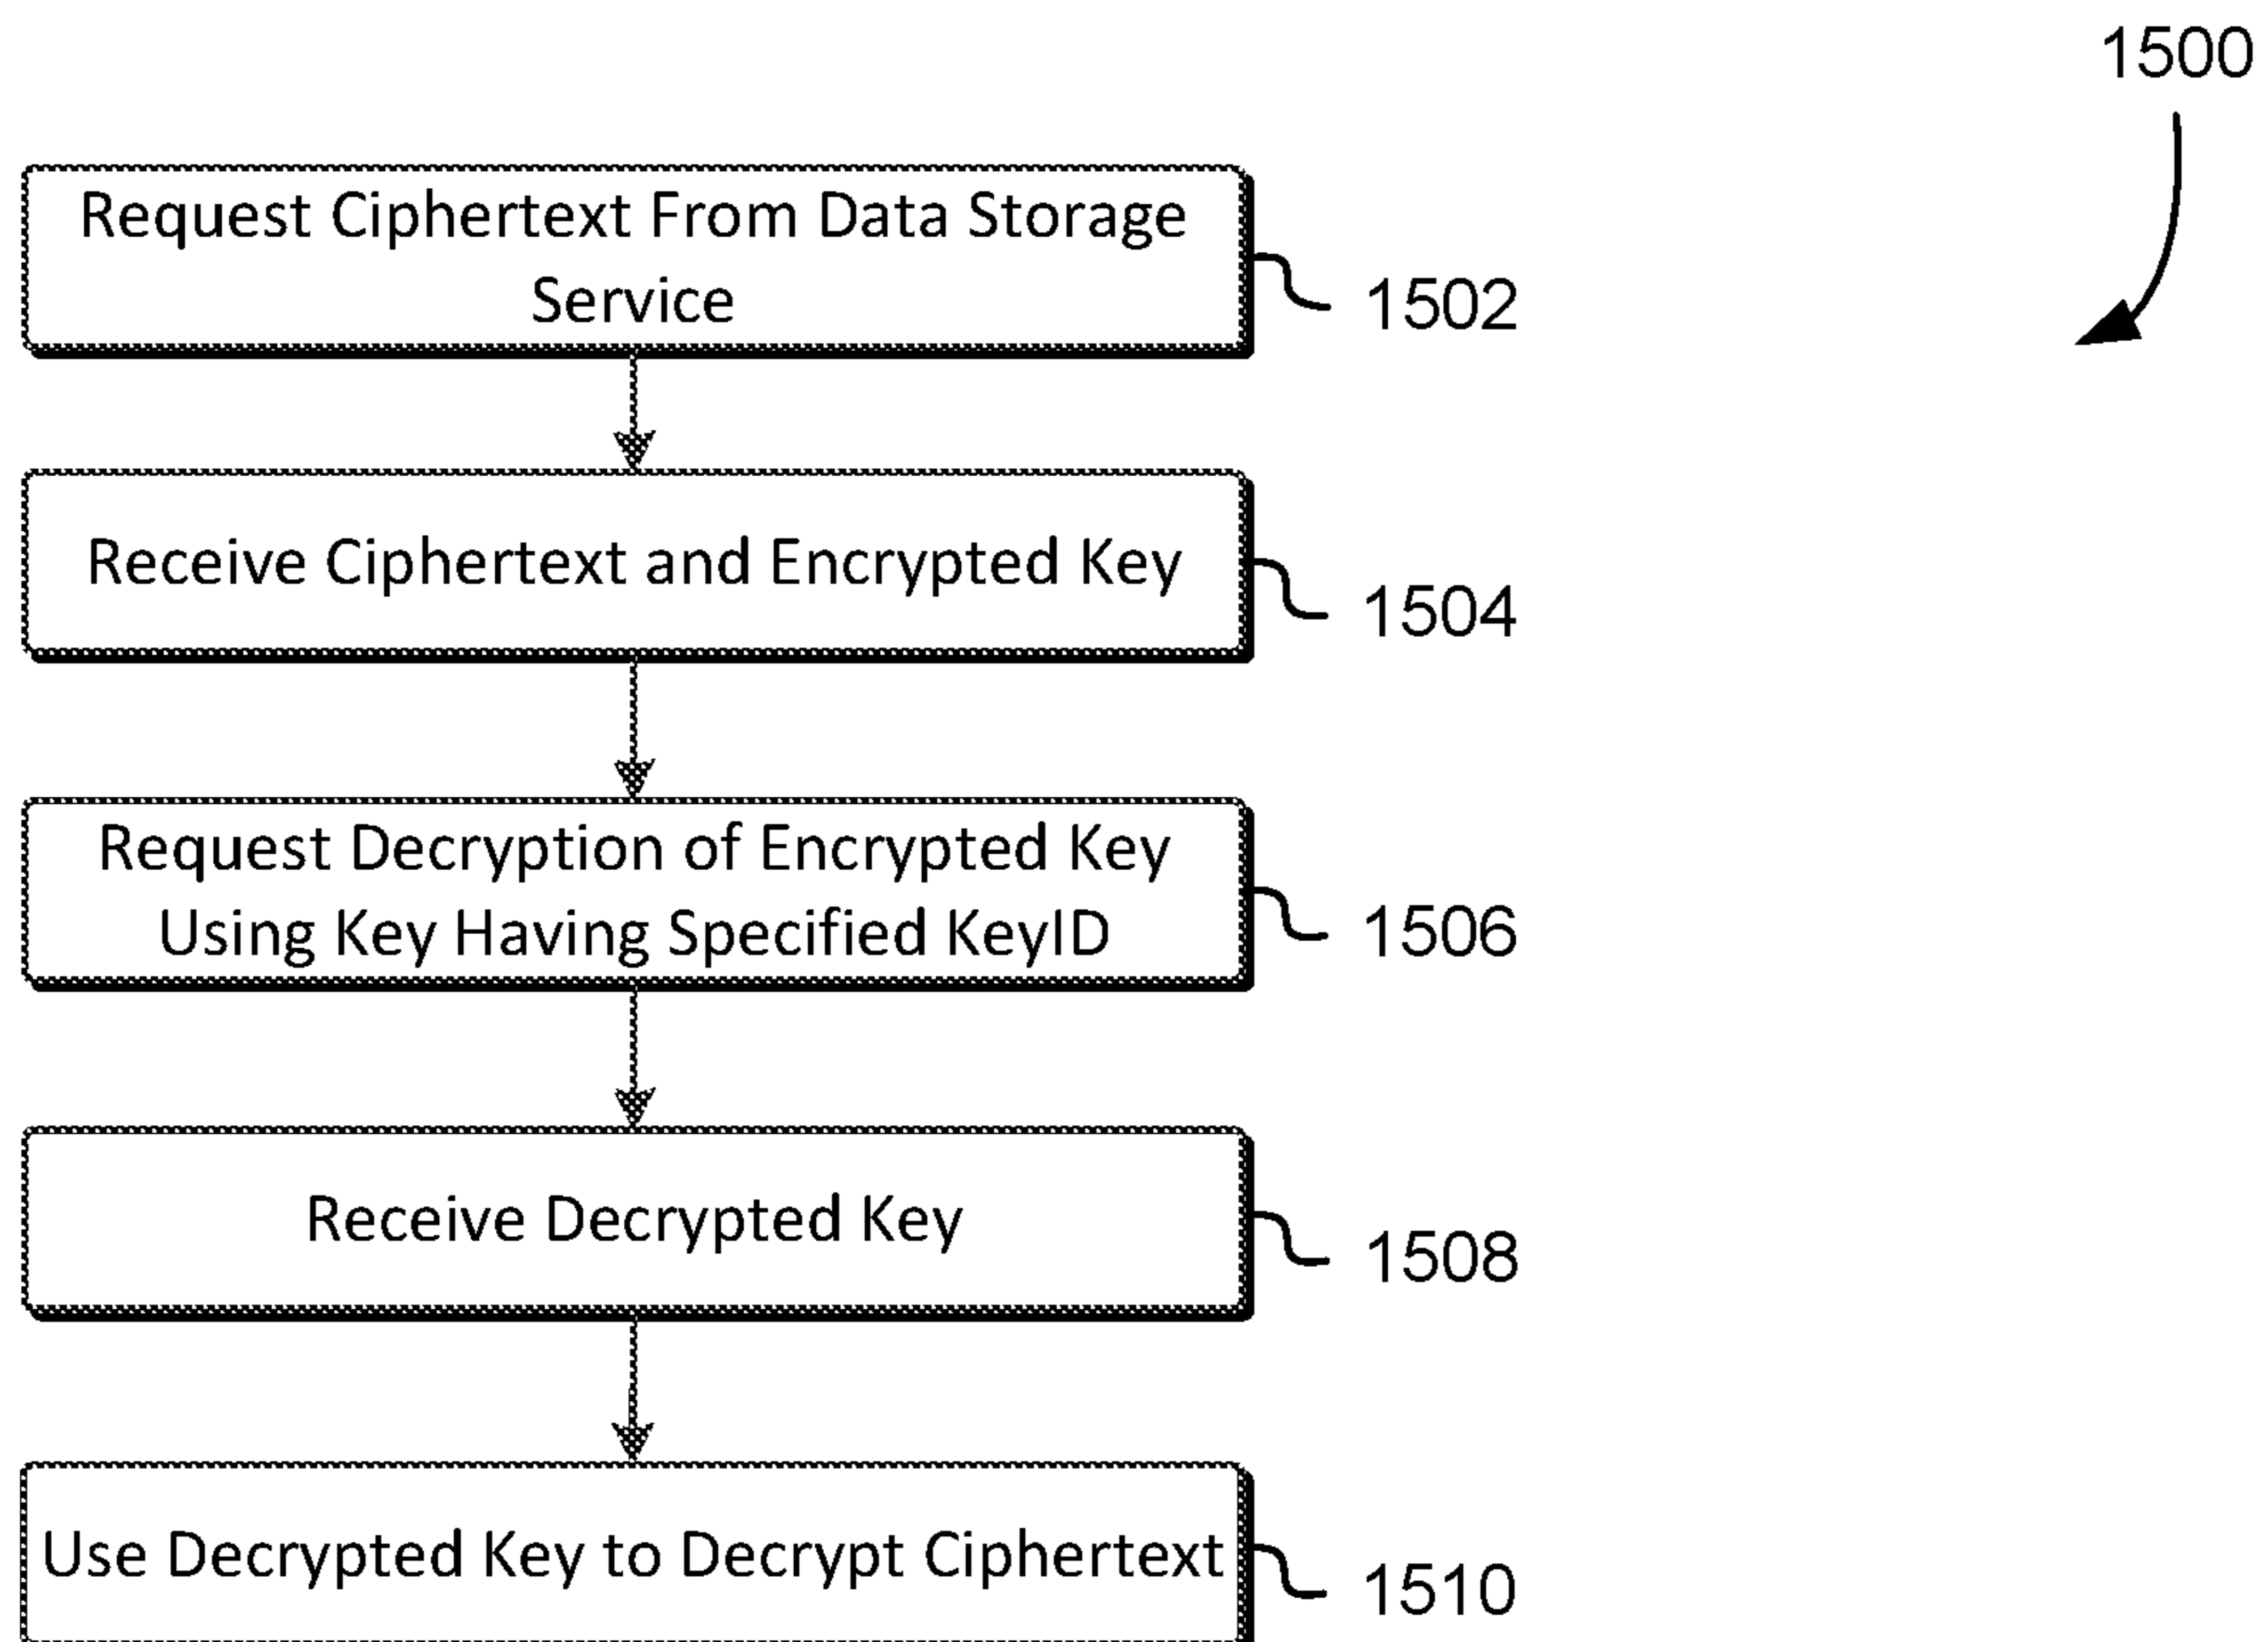 1500
Request Ciphertext From Data Storage
Service
1502
Receive Ciphertext and Encrypted Key
1504
Request Decryption of Encrypted Key
Using Key Having Specified KeyID
1506
Receive Decrypted Key
1508
Use Decrypted Key to Decrypt Ciphertext
1510